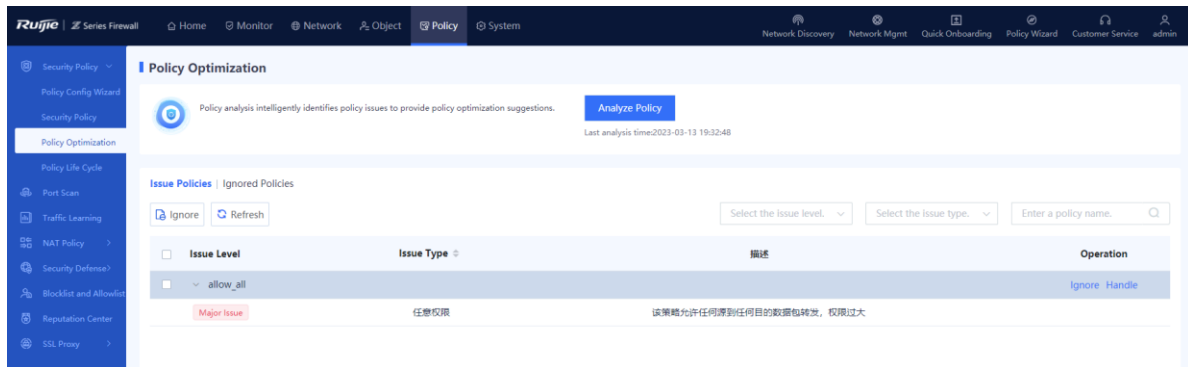 Ruijie | Z Series Firewall
Home
Monitor
Network
Object
Policy
System
Network Discovery
Network Mgmt
Quick Onboarding
Policy Wizard
Customer Service
admin
Security Policy
Policy Config Wizard
Security Policy
Policy Optimization
Policy Life Cycle
Port Scan
Traffic Learning
NAT Policy
Security Defense
Blocklist and Allowlist
Reputation Center
SSL Proxy
Policy Optimization
Policy analysis intelligently identifies policy issues to provide policy optimization suggestions.
Analyze Policy
Last analysis time:2023-03-13 19:32:48
Issue Policies | Ignored Policies
Ignore
Refresh
Select the issue level.
Select the issue type.
Enter a policy name.
Issue Level
Issue Type
描述
Operation
allow_all
Ignore Handle
Major Issue
任意权限
该策略允许任何源到任何目的数据包转发，权限过大